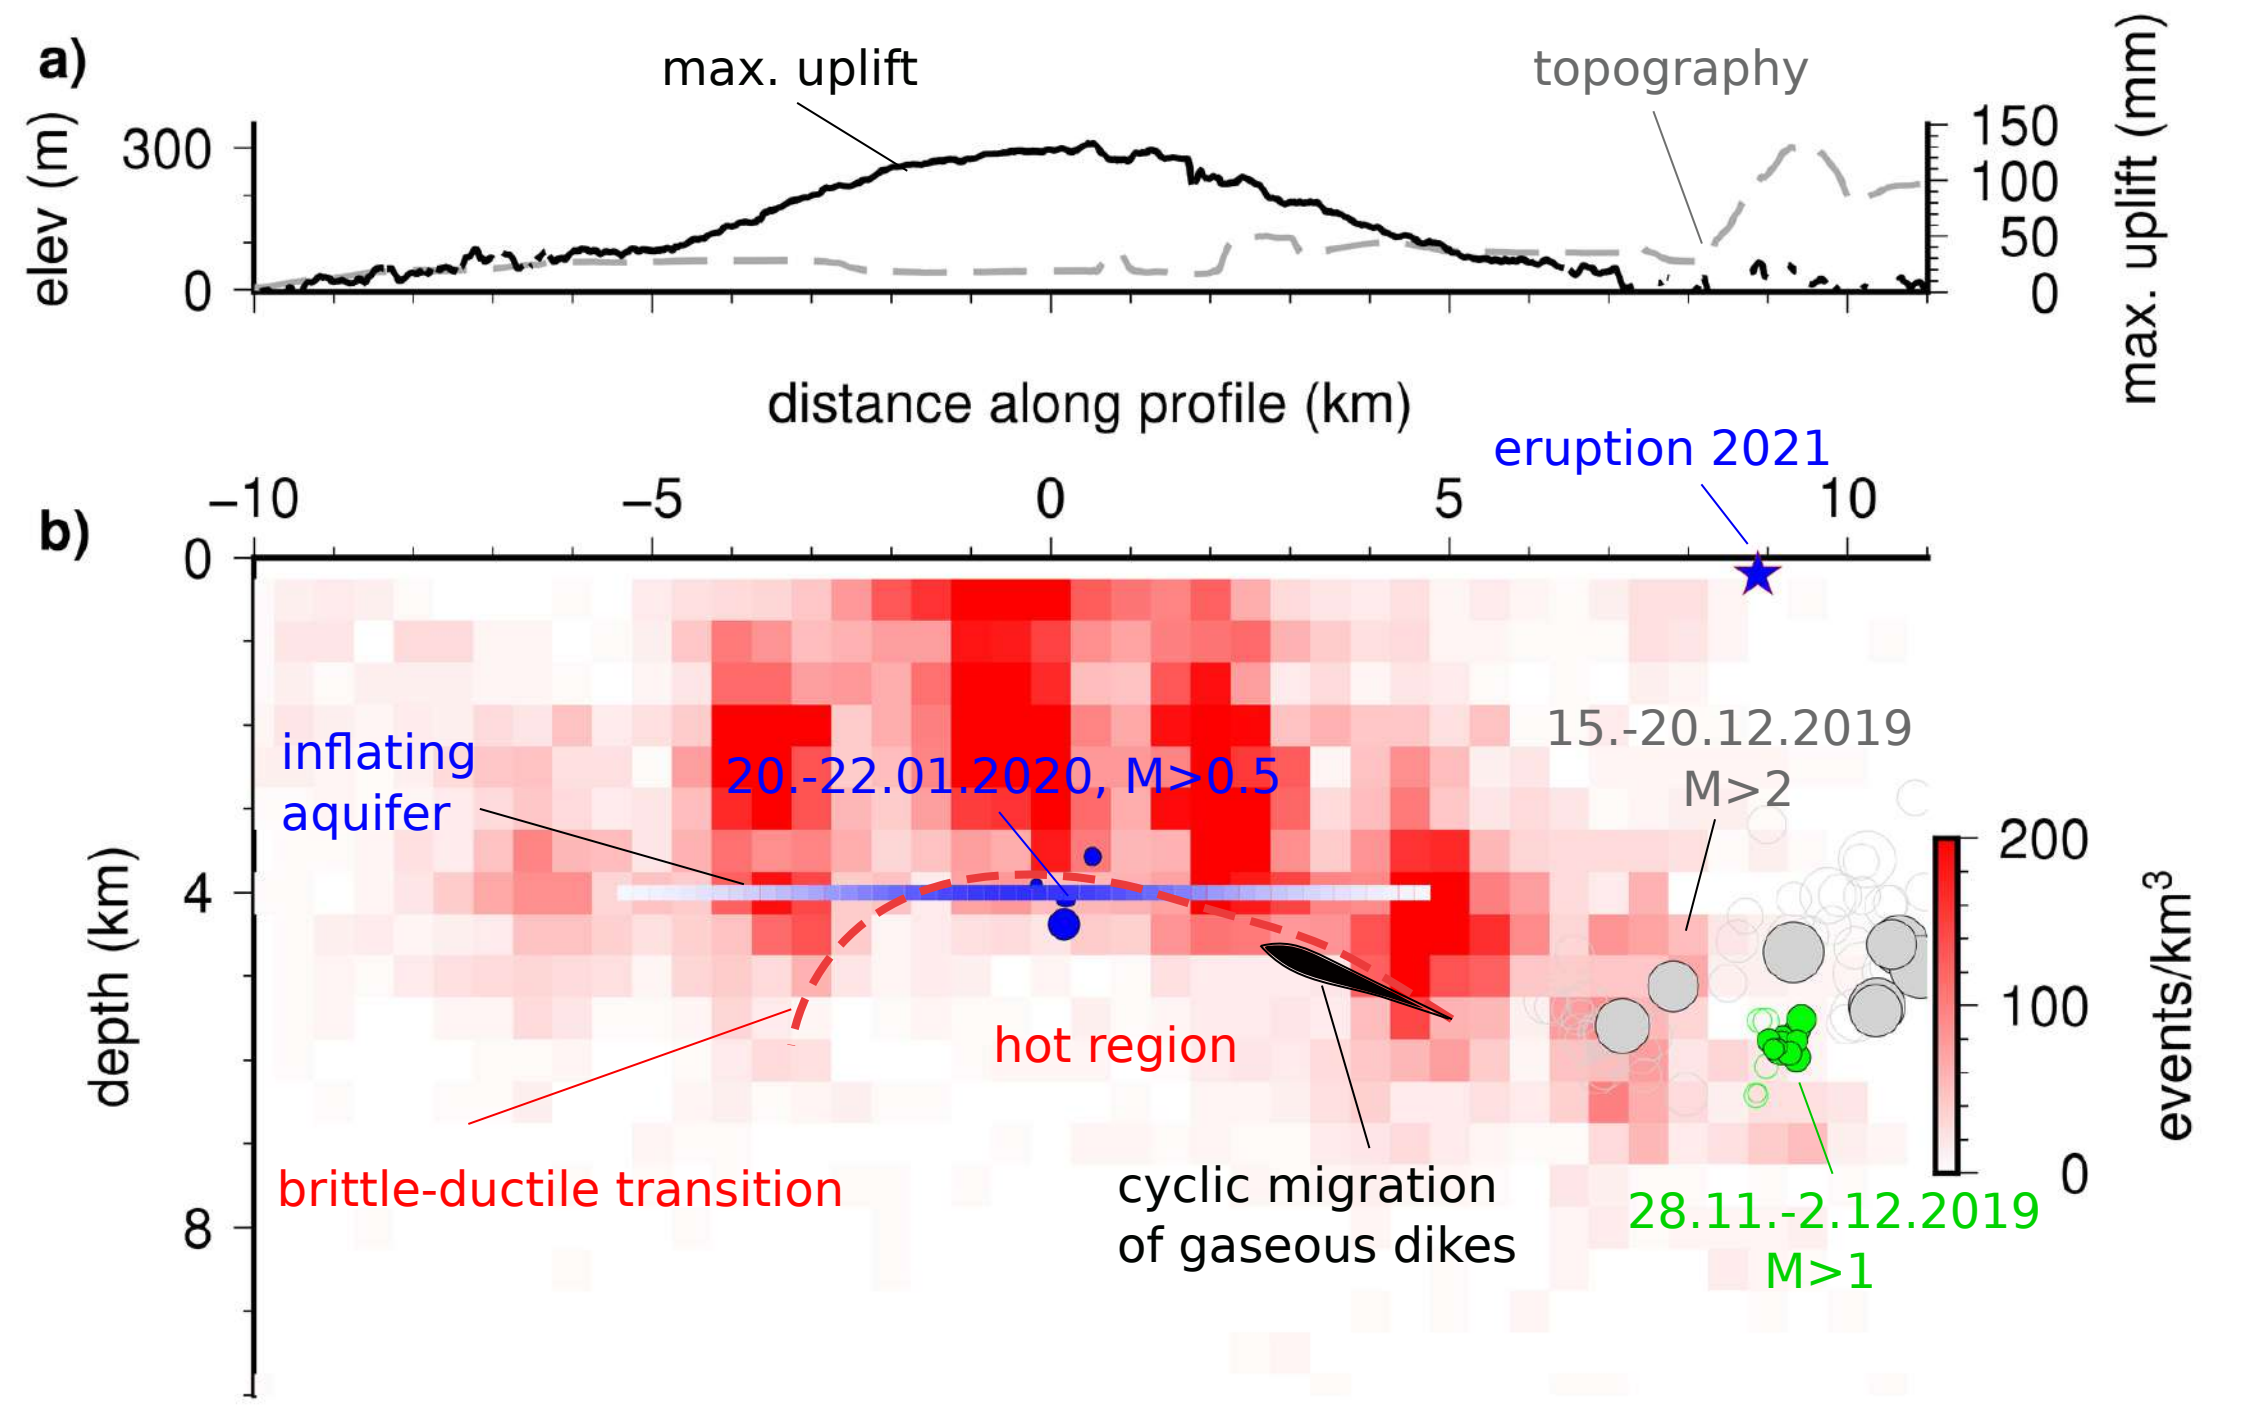 a)
max. uplift
topography
elev (m)
300
0
150
100
50
0
max. uplift (mm)
distance along profile (km)
eruption 2021
b)
−10
−5
0
5
10
0
4
8
depth (km)
inflating
aquifer
20.-22.01.2020, M>0.5
15.-20.12.2019
M>2
200
100
0
events/km³
hot region
brittle-ductile transition
cyclic migration
of gaseous dikes
28.11.-2.12.2019
M>1